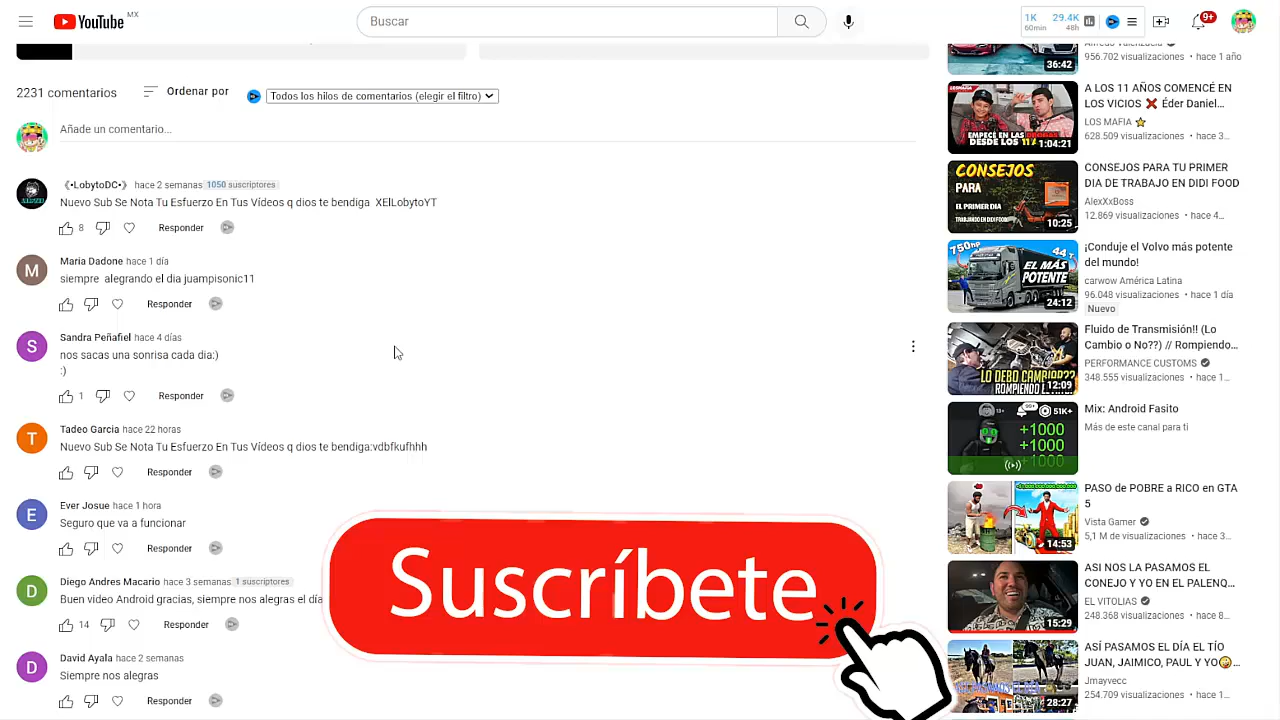 YouTube MX
Buscar
1K 60min 29.4K 48h
9+
2231 comentarios
Ordenar por
Todos los hilos de comentarios (elegir el filtro)
Añade un comentario...
《•LobytoDC•》 hace 2 semanas 1050 suscriptores
Nuevo Sub Se Nota Tu Esfuerzo En Tus Vídeos q dios te bendiga XElLobytoYT
8 Responder
Maria Dadone hace 1 día
siempre alegrando el dia juampisonic11
Responder
Sandra Peñafiel hace 4 días
nos sacas una sonrisa cada dia:)
:)
1 Responder
Tadeo Garcia hace 22 horas
Nuevo Sub Se Nota Tu Esfuerzo En Tus Vídeos q dios te bendiga:vdbfkufhhh
Responder
Ever Josue hace 1 hora
Seguro que va a funcionar
Responder
Diego Andres Macario hace 3 semanas 1 suscriptores
Buen video Android gracias, siempre nos alegras el dia
14 Responder
David Ayala hace 2 semanas
Siempre nos alegras
Responder
Suscríbete
36:42
Alfredo Valenzuela
956.702 visualizaciones • hace 1 año
LOSMAFIA
EMPECÉ EN LAS DROGAS
DESDE LOS 11 A
1:04:21
A LOS 11 AÑOS COMENCÉ EN
LOS VICIOS ❌ Éder Daniel...
LOS MAFIA ⭐
628.509 visualizaciones • hace 3...
CONSEJOS
PARA
EL PRIMER DIA
TRABAJANDO EN DIDI FOOD
10:25
CONSEJOS PARA TU PRIMER
DIA DE TRABAJO EN DIDI FOOD
AlexXxBoss
12.869 visualizaciones • hace 4...
750hp
44 T
EL MÁS
POTENTE
24:12
¡Conduje el Volvo más potente
del mundo!
carwow América Latina
96.048 visualizaciones • hace 1 día
Nuevo
LO DEBO CAMBIAR??
ROMPIENDO
12:09
Fluido de Transmisión!! (Lo
Cambio o No??) // Rompiendo...
PERFORMANCE CUSTOMS
348.555 visualizaciones • hace 1...
13+
99+
51K+
+1000
+1000
+1000
Mix: Android Fasito
Más de este canal para ti
14:53
PASO de POBRE a RICO en GTA
5
Vista Gamer
5,1 M de visualizaciones • hace 3...
15:29
ASI NOS LA PASAMOS EL
CONEJO Y YO EN EL PALENQ...
EL VITOLIAS
248.368 visualizaciones • hace 8...
28:27
ASÍ PASAMOS EL DÍA EL TÍO
JUAN, JAIMICO, PAUL Y YO...
Jmayvecc
254.709 visualizaciones • hace 1...